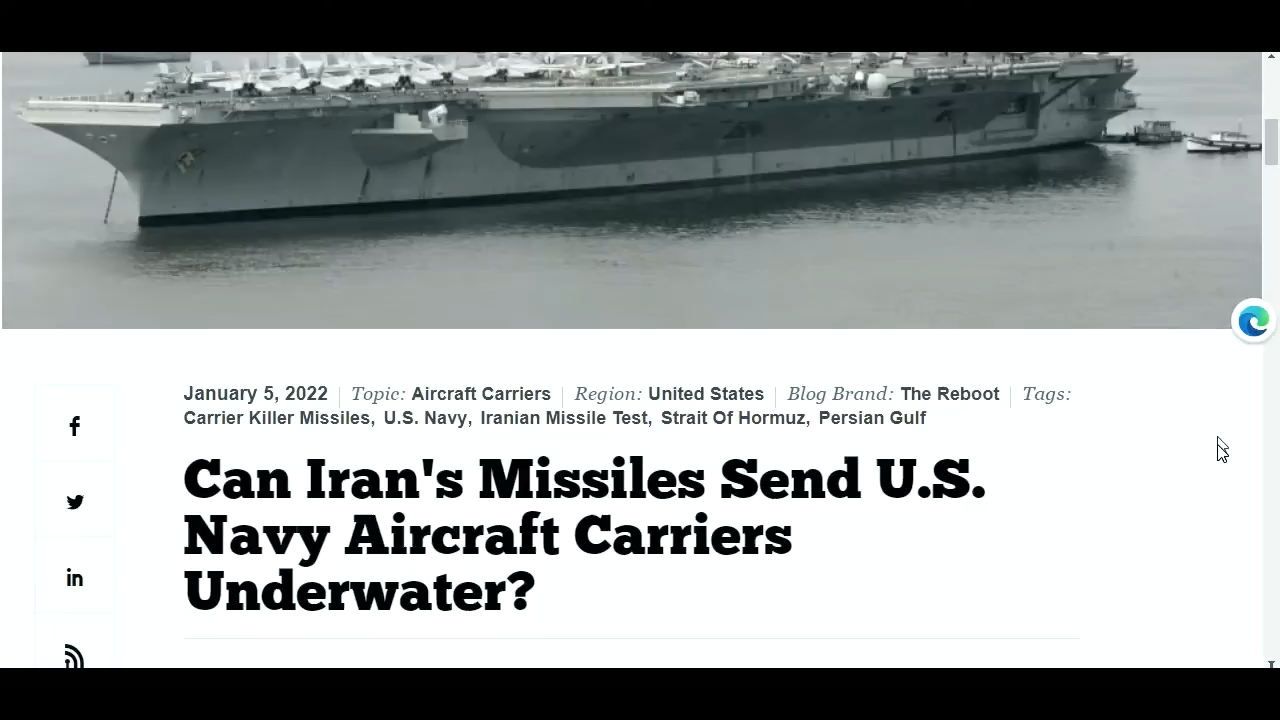 January 5, 2022 Topic: Aircraft Carriers Region: United States Blog Brand: The Reboot Tags:
Carrier Killer Missiles, U.S. Navy, Iranian Missile Test, Strait Of Hormuz, Persian Gulf
Can Iran's Missiles Send U.S.
Navy Aircraft Carriers
Underwater?